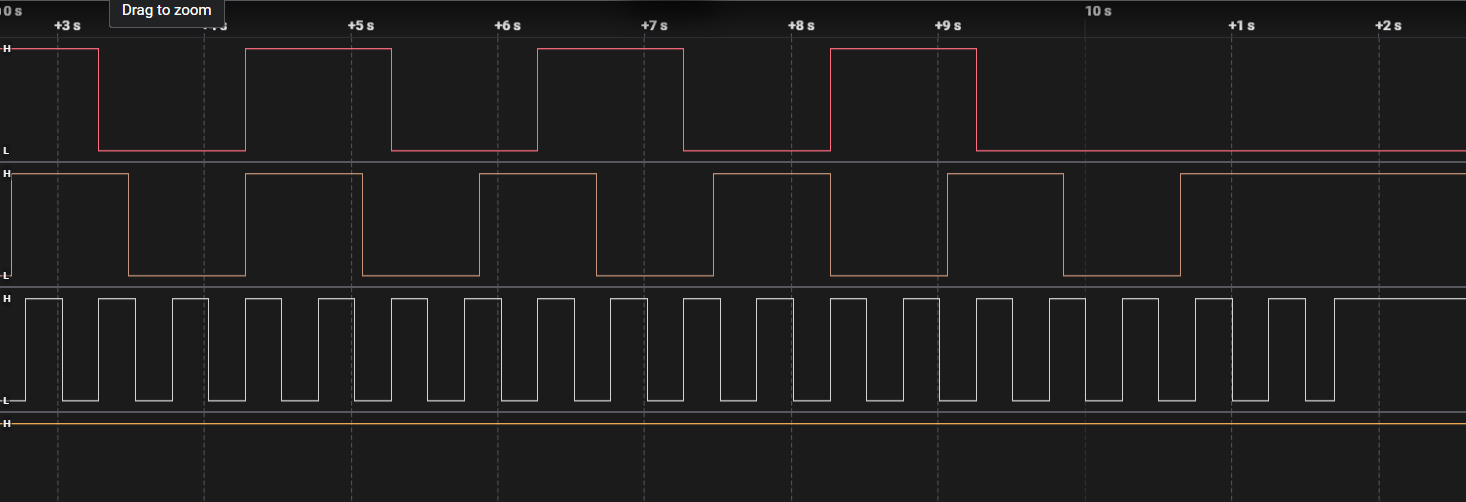 0 s
Drag to zoom
10 s
+3 s
s
+5 s
+6 s
+7 s
+8 s
+9 s
+1 s
+2 s
H
L
H
L
H
L
H